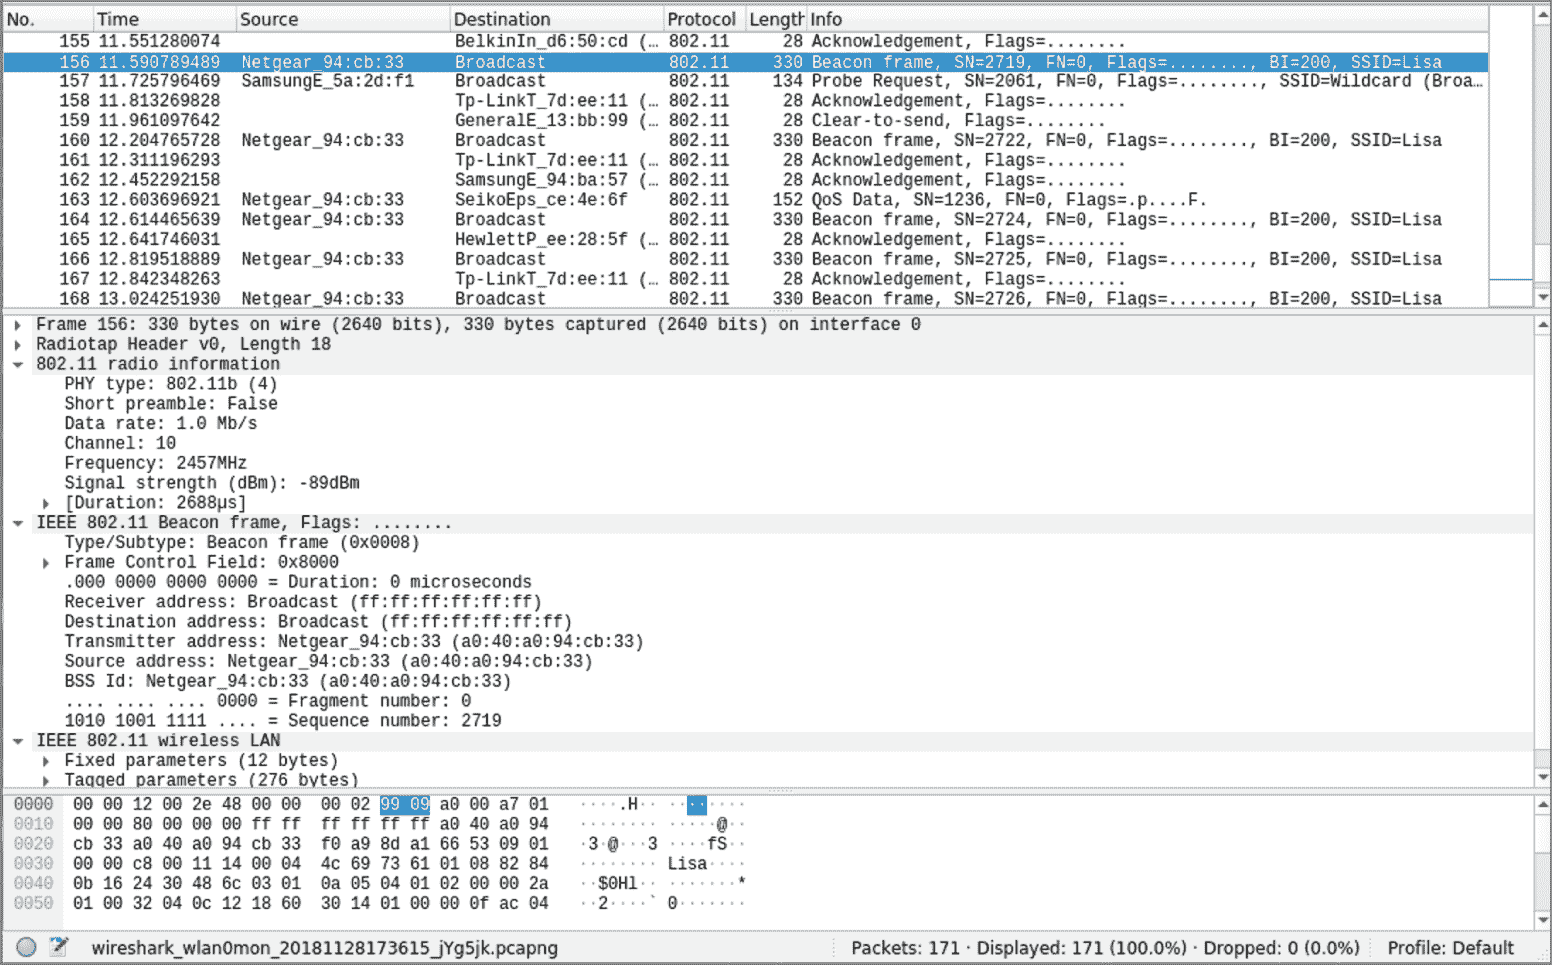 No. Time Source Destination Protocol Length Info
155 11.551280074 BelkinIn_d6:50:cd (… 802.11 28 Acknowledgement, Flags=........
156 11.590789489 Netgear_94:cb:33 Broadcast 802.11 330 Beacon frame, SN=2719, FN=0, Flags=........, BI=200, SSID=Lisa
157 11.725796469 SamsungE_5a:2d:f1 Broadcast 802.11 134 Probe Request, SN=2061, FN=0, Flags=........, SSID=Wildcard (Broa…
158 11.813269828 Tp-LinkT_7d:ee:11 (… 802.11 28 Acknowledgement, Flags=........
159 11.961097642 GeneralE_13:bb:99 (… 802.11 28 Clear-to-send, Flags=........
160 12.204765728 Netgear_94:cb:33 Broadcast 802.11 330 Beacon frame, SN=2722, FN=0, Flags=........, BI=200, SSID=Lisa
161 12.311196293 Tp-LinkT_7d:ee:11 (… 802.11 28 Acknowledgement, Flags=........
162 12.452292158 SamsungE_94:ba:57 (… 802.11 28 Acknowledgement, Flags=........
163 12.603696921 Netgear_94:cb:33 SeikoEps_ce:4e:6f 802.11 152 QoS Data, SN=1236, FN=0, Flags=.p....F.
164 12.614465639 Netgear_94:cb:33 Broadcast 802.11 330 Beacon frame, SN=2724, FN=0, Flags=........, BI=200, SSID=Lisa
165 12.641746031 HewlettP_ee:28:5f (… 802.11 28 Acknowledgement, Flags=........
166 12.819518889 Netgear_94:cb:33 Broadcast 802.11 330 Beacon frame, SN=2725, FN=0, Flags=........, BI=200, SSID=Lisa
167 12.842348263 Tp-LinkT_7d:ee:11 (… 802.11 28 Acknowledgement, Flags=........
168 13.024251930 Netgear_94:cb:33 Broadcast 802.11 330 Beacon frame, SN=2726, FN=0, Flags=........, BI=200, SSID=Lisa
Frame 156: 330 bytes on wire (2640 bits), 330 bytes captured (2640 bits) on interface 0
Radiotap Header v0, Length 18
802.11 radio information
PHY type: 802.11b (4)
Short preamble: False
Data rate: 1.0 Mb/s
Channel: 10
Frequency: 2457MHz
Signal strength (dBm): -89dBm
[Duration: 2688µs]
IEEE 802.11 Beacon frame, Flags: ........
Type/Subtype: Beacon frame (0x0008)
Frame Control Field: 0x8000
.000 0000 0000 0000 = Duration: 0 microseconds
Receiver address: Broadcast (ff:ff:ff:ff:ff:ff)
Destination address: Broadcast (ff:ff:ff:ff:ff:ff)
Transmitter address: Netgear_94:cb:33 (a0:40:a0:94:cb:33)
Source address: Netgear_94:cb:33 (a0:40:a0:94:cb:33)
BSS Id: Netgear_94:cb:33 (a0:40:a0:94:cb:33)
.... .... .... 0000 = Fragment number: 0
1010 1001 1111 .... = Sequence number: 2719
IEEE 802.11 wireless LAN
Fixed parameters (12 bytes)
Tagged parameters (276 bytes)
0000 00 00 12 00 2e 48 00 00 00 02 99 09 a0 00 a7 01 ·····.H·· ········
0010 00 00 80 00 00 00 ff ff ff ff ff ff a0 40 a0 94 ········ ·····@··
0020 cb 33 a0 40 a0 94 cb 33 f0 a9 8d a1 66 53 09 01 ·3·@···3 ····fS··
0030 00 00 c8 00 11 14 00 04 4c 69 73 61 01 08 82 84 ········ Lisa····
0040 0b 16 24 30 48 6c 03 01 0a 05 04 01 02 00 00 2a ··$0Hl·· ·······*
0050 01 00 32 04 0c 12 18 60 30 14 01 00 00 0f ac 04 ··2····` 0·······
wireshark_wlan0mon_20181128173615_jYg5jk.pcapng Packets: 171 · Displayed: 171 (100.0%) · Dropped: 0 (0.0%) Profile: Default